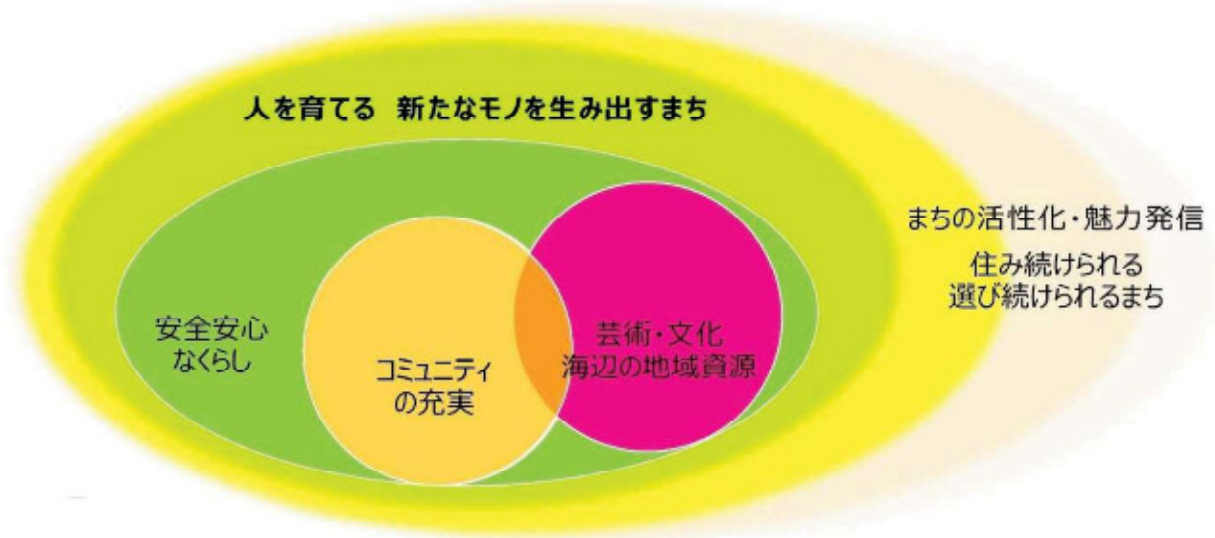 人を育てる 新たなモノを生み出すまち
まちの活性化・魅力発信
住み続けられる
選び続けられるまち
安全安心
なくらし
コミュニティ
の充実
芸術・文化
海辺の地域資源